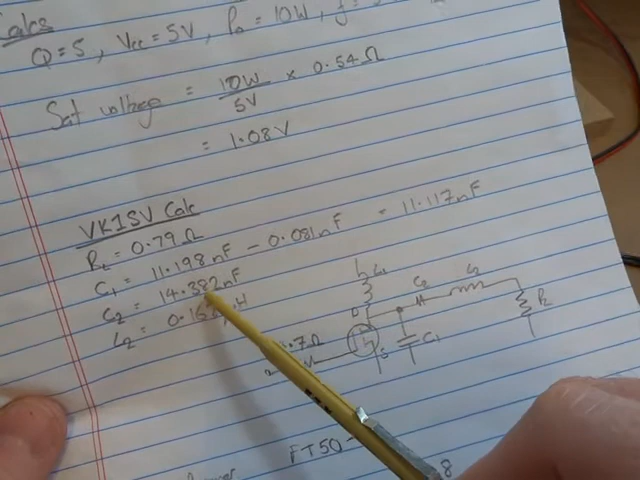 Calcs
Q = 5, Vcc = 5V, Po = 10W, f =
Sat voltage = 10W/5V × 0.54Ω
= 1.08V
VK1SV Calc
RL = 0.79Ω
C1 = 11.198nF - 0.081nF = 11.117nF
C2 = 14.382nF
L2 = 0.16
L1
C2
L2
D
RL
.7Ω
S
C1
FT50-
8